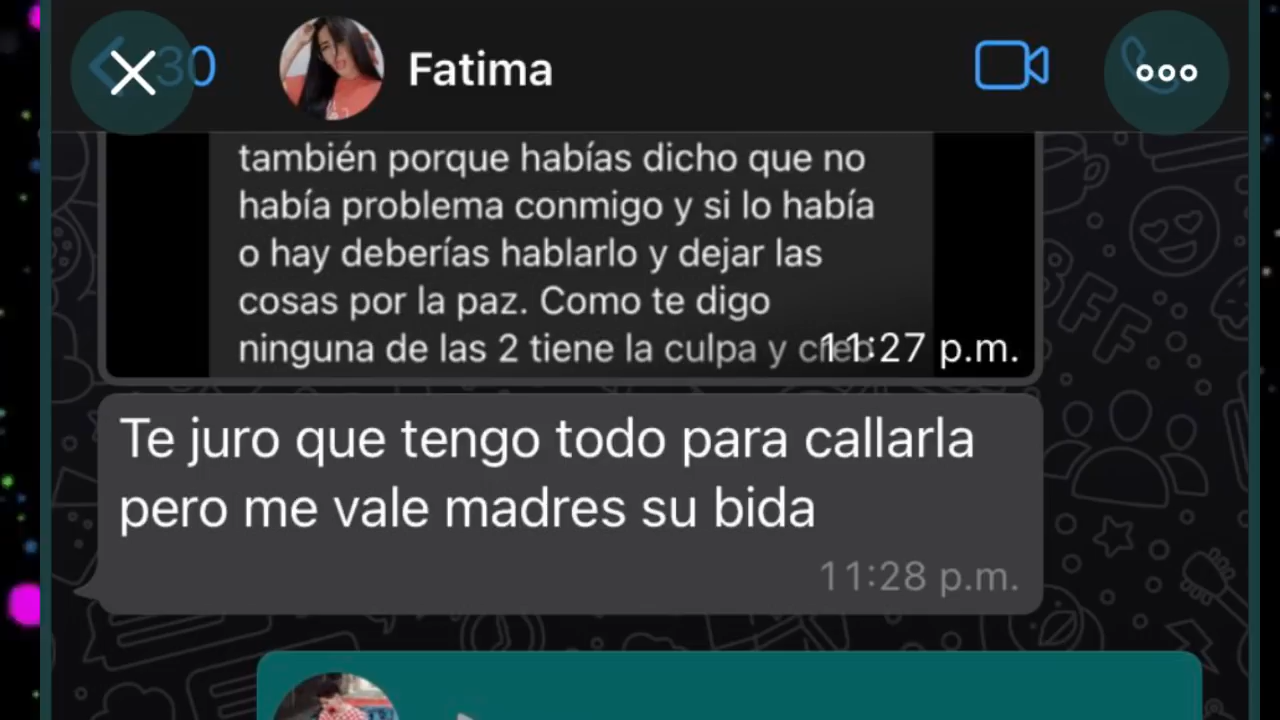 30
Fatima
también porque habías dicho que no
había problema conmigo y si lo había
o hay deberías hablarlo y dejar las
cosas por la paz. Como te digo
ninguna de las 2 tiene la culpa y creo
11:27 p.m.
Te juro que tengo todo para callarla
pero me vale madres su bida
11:28 p.m.